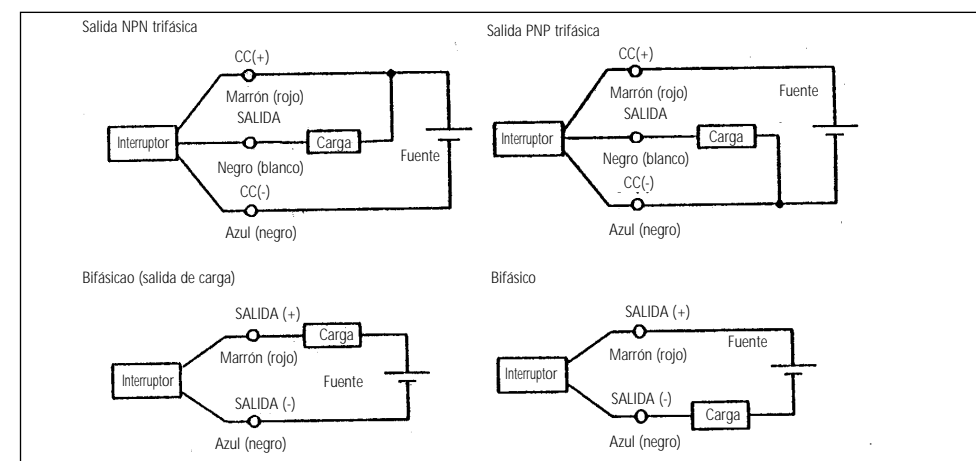 Salida NPN trifásica
CC(+)
Marrón (rojo)
SALIDA
Interruptor
Carga
Fuente
Negro (blanco)
CC(-)
Azul (negro)
Salida PNP trifásica
CC(+)
Marrón (rojo)
Fuente
SALIDA
Interruptor
Carga
Negro (blanco)
CC(-)
Azul (negro)
Bifásicao (salida de carga)
SALIDA (+)
Carga
Marrón (rojo)
Interruptor
Fuente
SALIDA (-)
Azul (negro)
Bifásico
SALIDA (+)
Fuente
Marrón (rojo)
Interruptor
SALIDA (-)
Carga
Azul (negro)